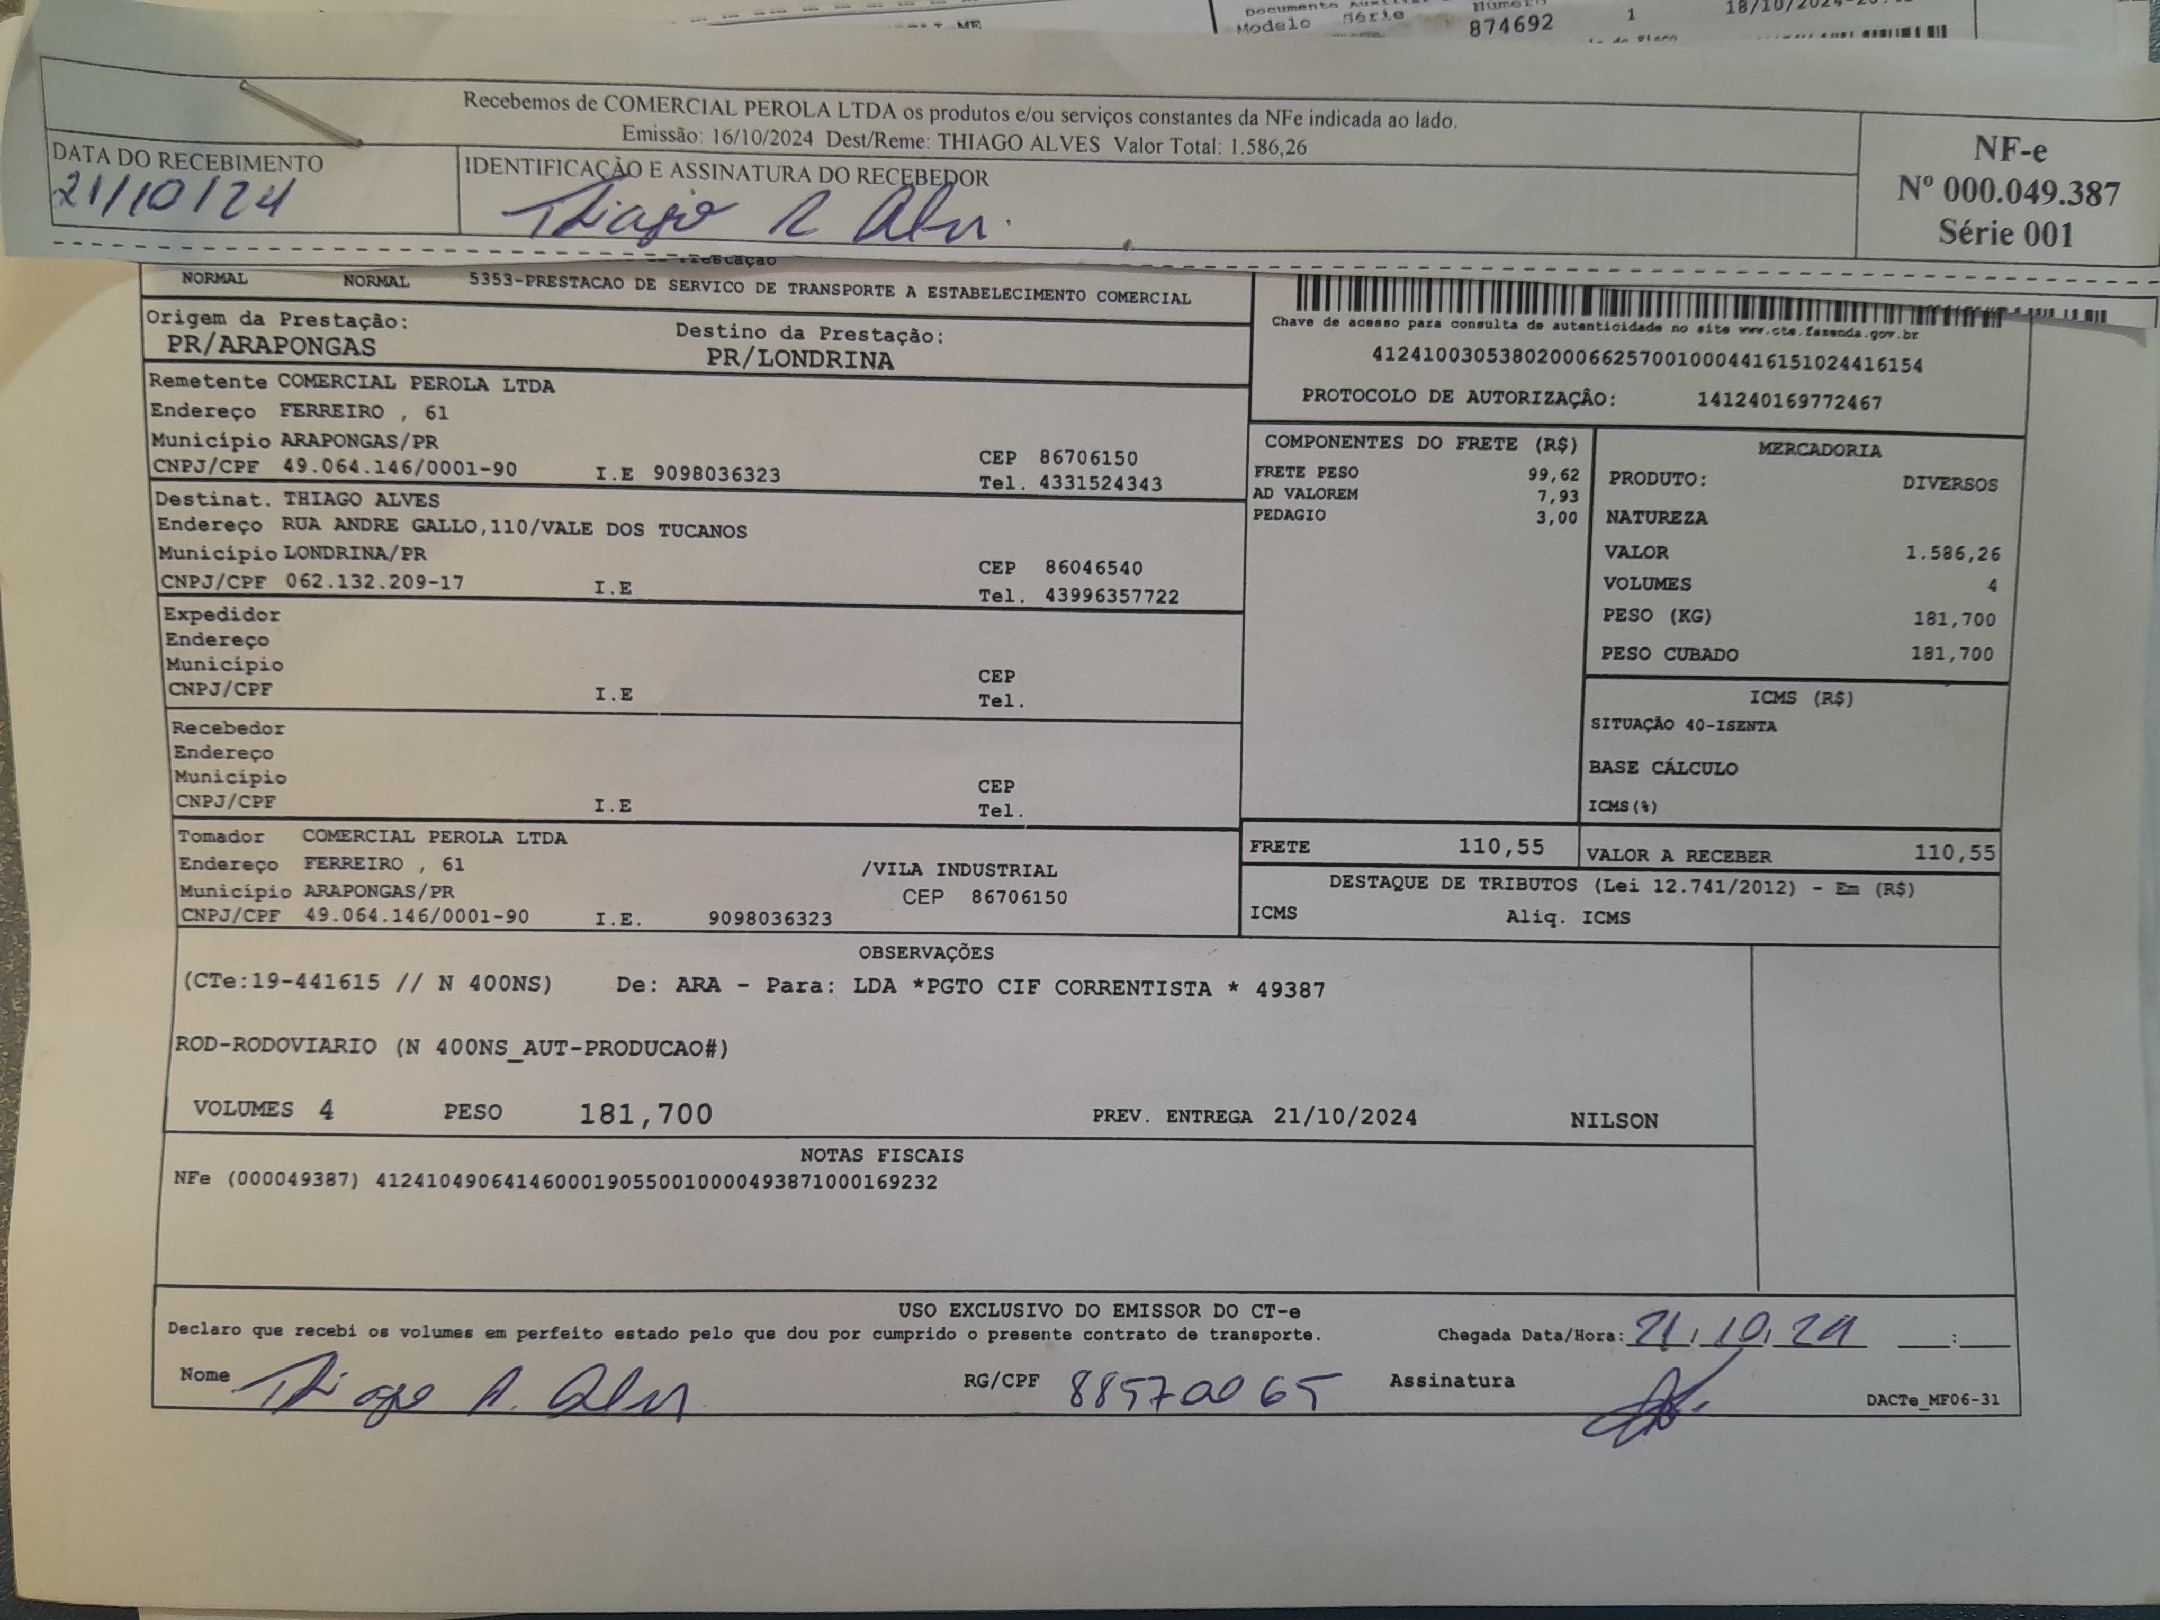 Modelo Série
874692
1
Recebemos de COMERCIAL PEROLA LTDA os produtos e/ou serviços constantes da NFe indicada ao lado.
Emissão: 16/10/2024 Dest/Reme: THIAGO ALVES Valor Total: 1.586,26
DATA DO RECEBIMENTO
21/10/24
IDENTIFICAÇÃO E ASSINATURA DO RECEBEDOR
Thiago
NF-e
Nº 000.049.387
Série 001
NORMAL NORMAL 5353-PRESTACAO DE SERVICO DE TRANSPORTE A ESTABELECIMENTO COMERCIAL
Origem da Prestação: Destino da Prestação:
PR/ARAPONGAS PR/LONDRINA
Chave de acesso para consulta de autenticidade no site www.cte.fazenda.gov.br
41241003053802000662570010004416151024416154
PROTOCOLO DE AUTORIZAÇÂO: 141240169772467
Remetente COMERCIAL PEROLA LTDA
Endereço FERREIRO , 61
Município ARAPONGAS/PR CEP 86706150
CNPJ/CPF 49.064.146/0001-90 I.E 9098036323 Tel. 4331524343
Destinat. THIAGO ALVES
Endereço RUA ANDRE GALLO,110/VALE DOS TUCANOS
Município LONDRINA/PR CEP 86046540
CNPJ/CPF 062.132.209-17 I.E Tel. 43996357722
Expedidor
Endereço
Município CEP
CNPJ/CPF I.E Tel.
Recebedor
Endereço
Município CEP
CNPJ/CPF I.E Tel.
Tomador COMERCIAL PEROLA LTDA
Endereço FERREIRO , 61 /VILA INDUSTRIAL
Município ARAPONGAS/PR CEP 86706150
CNPJ/CPF 49.064.146/0001-90 I.E. 9098036323
COMPONENTES DO FRETE (R$)
FRETE PESO 99,62
AD VALOREM 7,93
PEDAGIO 3,00
MERCADORIA
PRODUTO: DIVERSOS
NATUREZA
VALOR 1.586,26
VOLUMES 4
PESO (KG) 181,700
PESO CUBADO 181,700
ICMS (R$)
SITUAÇÃO 40-ISENTA
BASE CÁLCULO
ICMS(%)
FRETE 110,55 VALOR A RECEBER 110,55
DESTAQUE DE TRIBUTOS (Lei 12.741/2012) - Em (R$)
ICMS Aliq. ICMS
OBSERVAÇÕES
(CTe:19-441615 // N 400NS) De: ARA - Para: LDA *PGTO CIF CORRENTISTA * 49387
ROD-RODOVIARIO (N 400NS_AUT-PRODUCAO#)
VOLUMES 4 PESO 181,700 PREV. ENTREGA 21/10/2024 NILSON
NOTAS FISCAIS
NFe (000049387) 41241049064146000190550010000493871000169232
USO EXCLUSIVO DO EMISSOR DO CT-e
Declaro que recebi os volumes em perfeito estado pelo que dou por cumprido o presente contrato de transporte. Chegada Data/Hora: 21 10 24 :
Nome Thiago A. RG/CPF Assinatura
DACTe_MF06-31